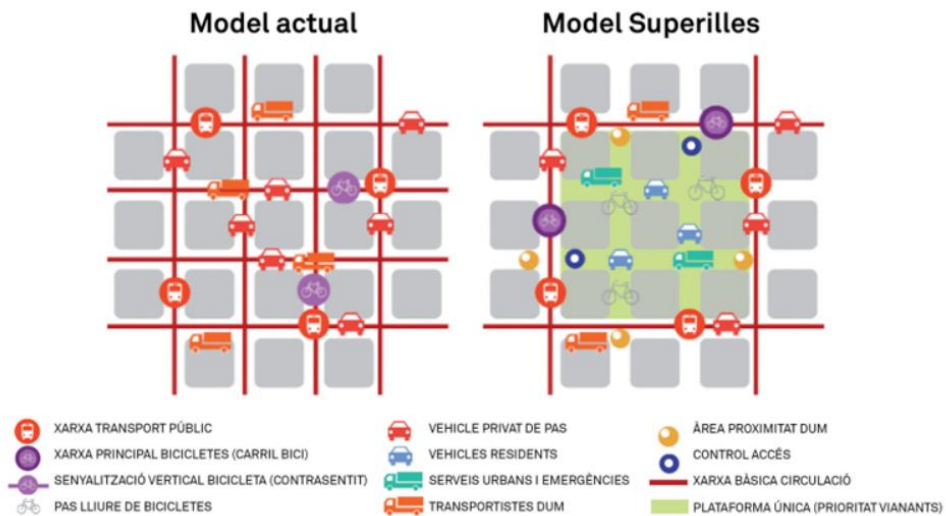 Model actual
Model Superilles
XARXA TRANSPORT PÚBLIC
XARXA PRINCIPAL BICICLETES (CARRIL BICI)
SENYALITZACIÓ VERTICAL BICICLETA (CONTRASENTIT)
PAS LLIURE DE BICICLETES
VEHICLE PRIVAT DE PAS
VEHICLES RESIDENTS
SERVEIS URBANS I EMERGÈNCIES
TRANSPORTISTES DUM
ÀREA PROXIMITAT DUM
CONTROL ACCÉS
XARXA BÀSICA CIRCULACIÓ
PLATAFORMA ÚNICA (PRIORITAT VIANANTS)